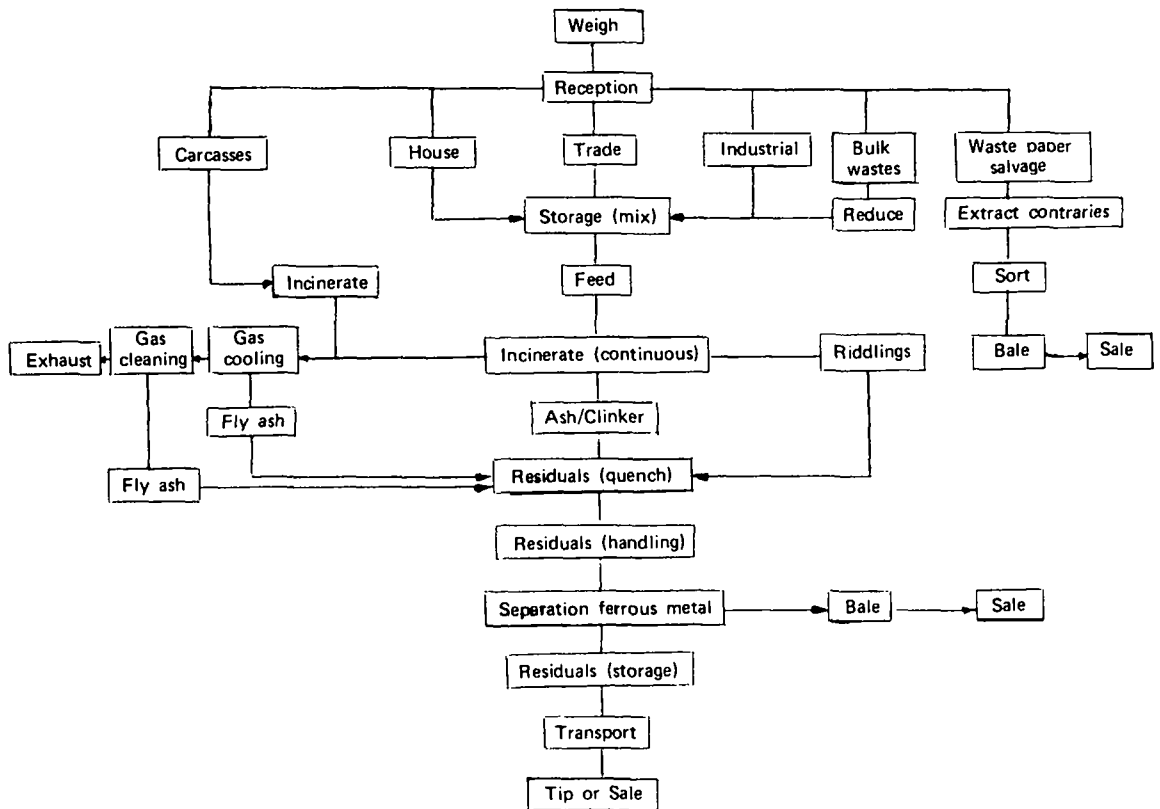 Weigh
Reception
Carcasses
House
Trade
Industrial
Bulk
wastes
Waste paper
salvage
Storage (mix)
Reduce
Extract contraries
Incinerate
Feed
Sort
Exhaust
Gas
cleaning
Gas
cooling
Incinerate (continuous)
Riddlings
Bale
Sale
Fly ash
Ash/Clinker
Fly ash
Residuals (quench)
Residuals (handling)
Separation ferrous metal
Bale
Sale
Residuals (storage)
Transport
Tip or Sale